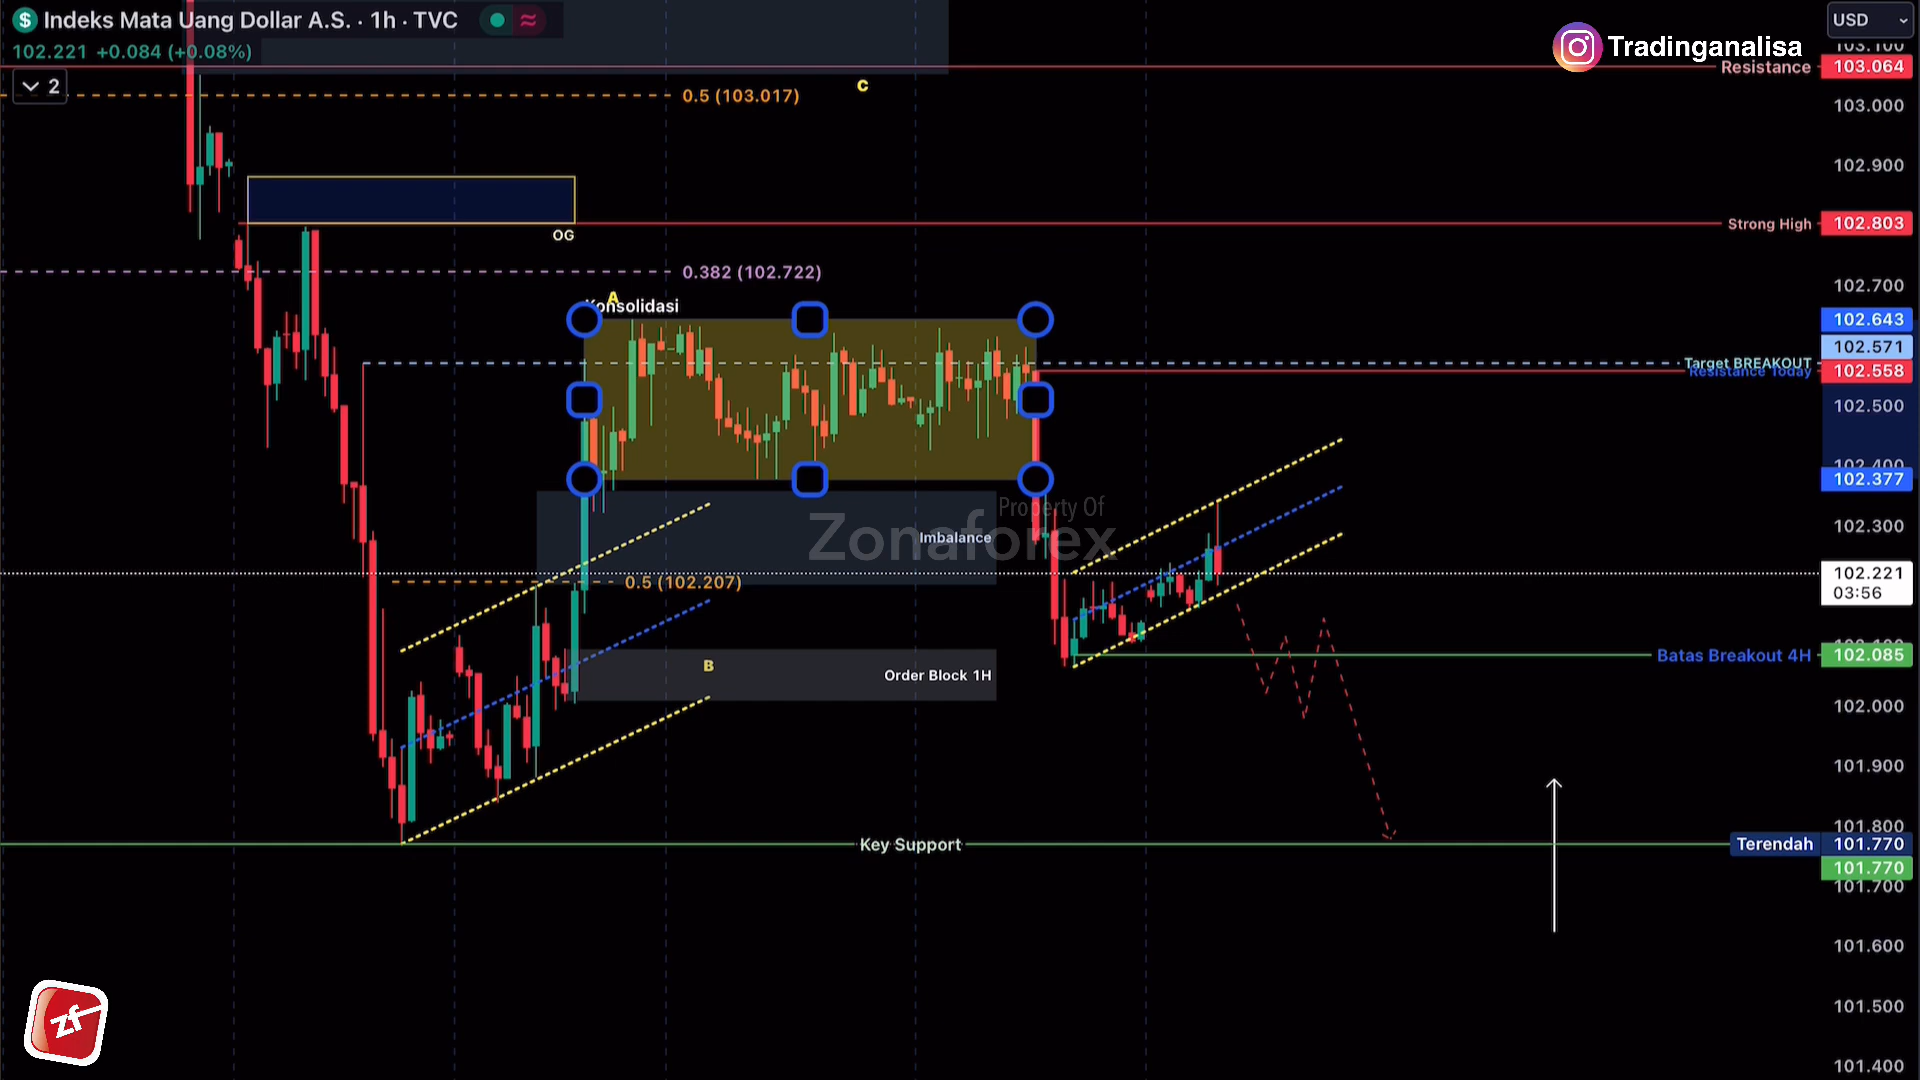 $ Indeks Mata Uang Dollar A.S. · 1h · TVC
102.221 +0.084 (+0.08%)
2
USD
Tradinganalisa
103.100
Resistance 103.064
0.5 (103.017)
C
103.000
102.900
OG
Strong High 102.803
0.382 (102.722)
102.700
A
Konsolidasi
102.643
102.571
Target BREAKOUT
Resistance Today 102.558
102.500
102.400
102.377
Property Of
Zonaforex
Imbalance
102.300
0.5 (102.207)
102.221
03:56
B
Order Block 1H
Batas Breakout 4H 102.085
102.000
101.900
101.800
Key Support
Terendah 101.770
101.770
101.700
101.600
101.500
101.400
zf